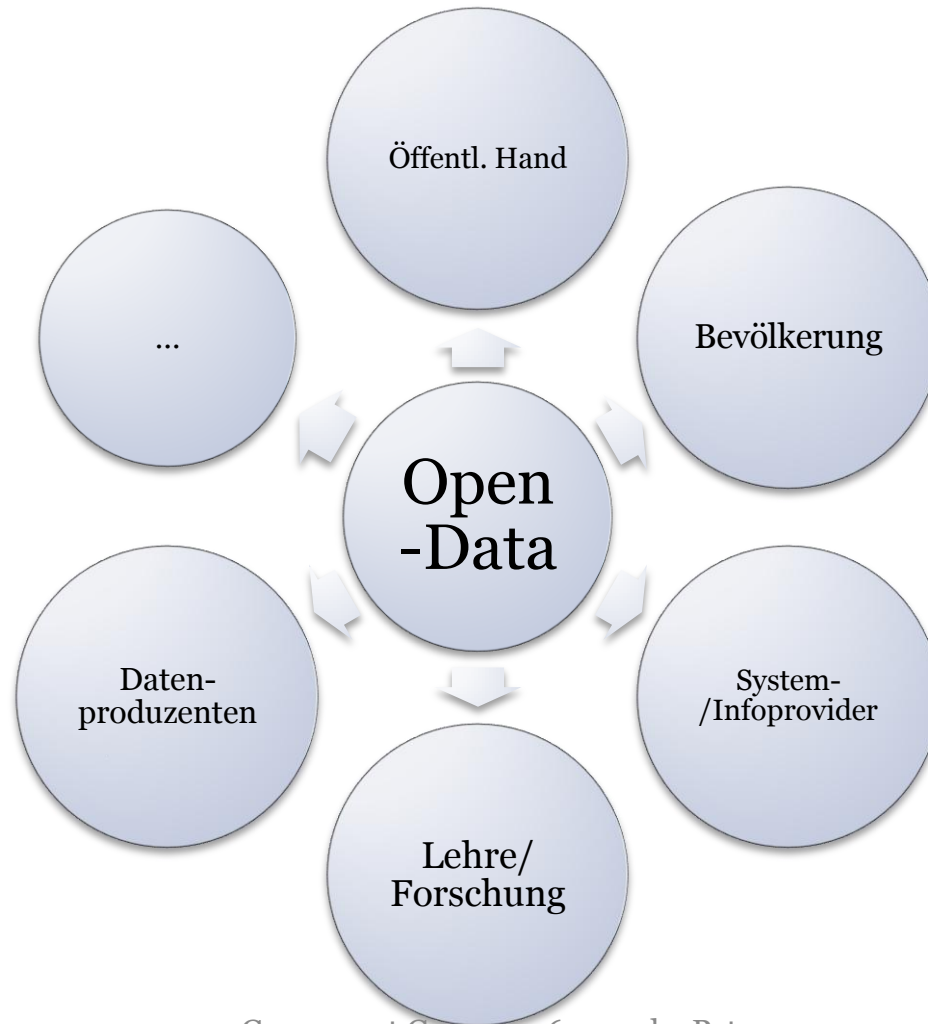 Öffentl. Hand
...
Bevölkerung
Open
-Data
Daten-
produzenten
System-
/Infoprovider
Lehre/
Forschung